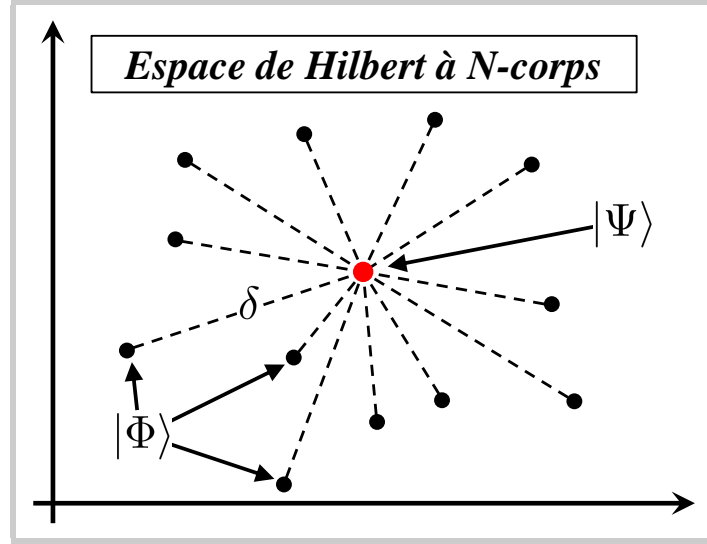 Espace de Hilbert à N-corps
|Ψ⟩
δ
|Φ⟩